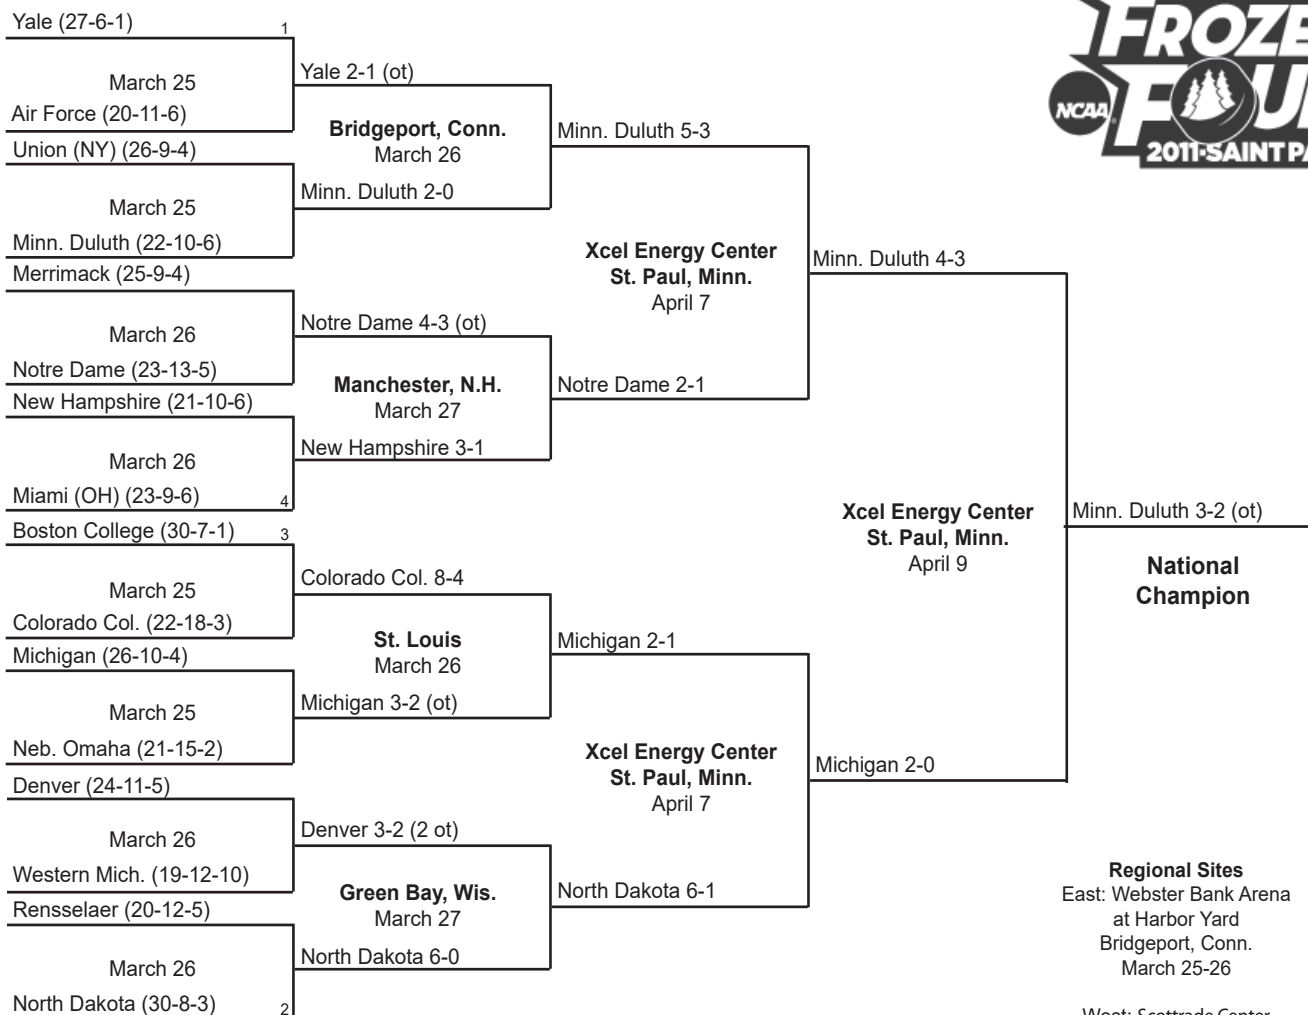 Yale (27-6-1) 1
March 25
Air Force (20-11-6)
Union (NY) (26-9-4)
March 25
Minn. Duluth (22-10-6)
Merrimack (25-9-4)
March 26
Notre Dame (23-13-5)
New Hampshire (21-10-6)
March 26
Miami (OH) (23-9-6) 4
Boston College (30-7-1) 3
March 25
Colorado Col. (22-18-3)
Michigan (26-10-4)
March 25
Neb. Omaha (21-15-2)
Denver (24-11-5)
March 26
Western Mich. (19-12-10)
Rensselaer (20-12-5)
March 26
North Dakota (30-8-3) 2
Yale 2-1 (ot)
Bridgeport, Conn.
March 26
Minn. Duluth 2-0
Notre Dame 4-3 (ot)
Manchester, N.H.
March 27
New Hampshire 3-1
Colorado Col. 8-4
St. Louis
March 26
Michigan 3-2 (ot)
Denver 3-2 (2 ot)
Green Bay, Wis.
March 27
North Dakota 6-0
Minn. Duluth 5-3
Xcel Energy Center
St. Paul, Minn.
April 7
Notre Dame 2-1
Michigan 2-1
Xcel Energy Center
St. Paul, Minn.
April 7
North Dakota 6-1
Minn. Duluth 4-3
Xcel Energy Center
St. Paul, Minn.
April 9
Michigan 2-0
Minn. Duluth 3-2 (ot)
National
Champion
FROZE
NCAA FOU
2011 SAINT PA
Regional Sites
East: Webster Bank Arena
at Harbor Yard
Bridgeport, Conn.
March 25-26
Scottrade Center